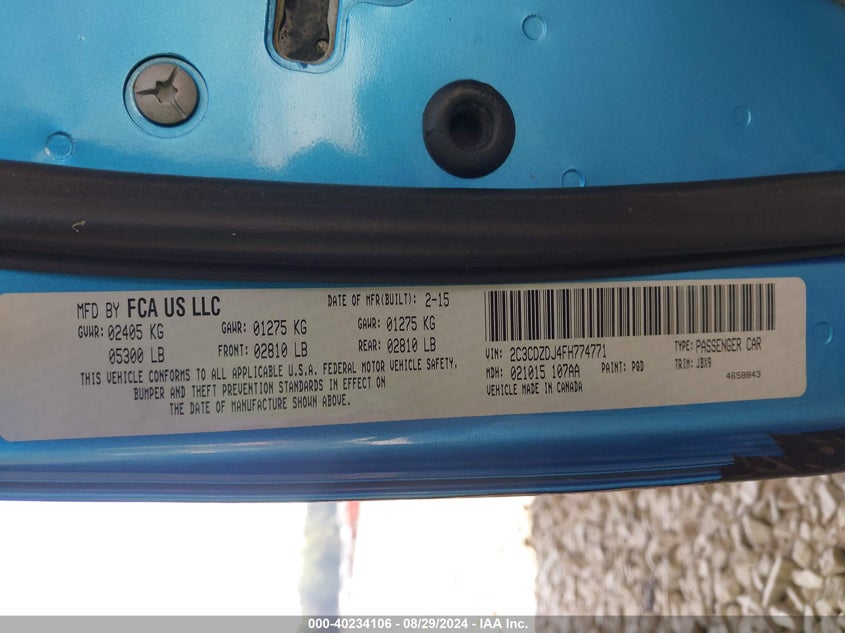 MFD BY FCA US LLC DATE OF MFR(BUILT): 2-15
GVWR: 02405 KG GAWR: 01275 KG GAWR: 01275 KG
05300 LB FRONT: 02810 LB REAR: 02810 LB
THIS VEHICLE CONFORMS TO ALL APPLICABLE U.S.A. FEDERAL MOTOR VEHICLE SAFETY,
BUMPER AND THEFT PREVENTION STANDARDS IN EFFECT ON
THE DATE OF MANUFACTURE SHOWN ABOVE.
VIN: 2C3CDZDJ4FH774771 TYPE: PASSENGER CAR
MDH: 021015 107AA PAINT: PQD TRIM: JBX9
VEHICLE MADE IN CANADA 4658843
000-40234106 - 08/29/2024 - IAA Inc.